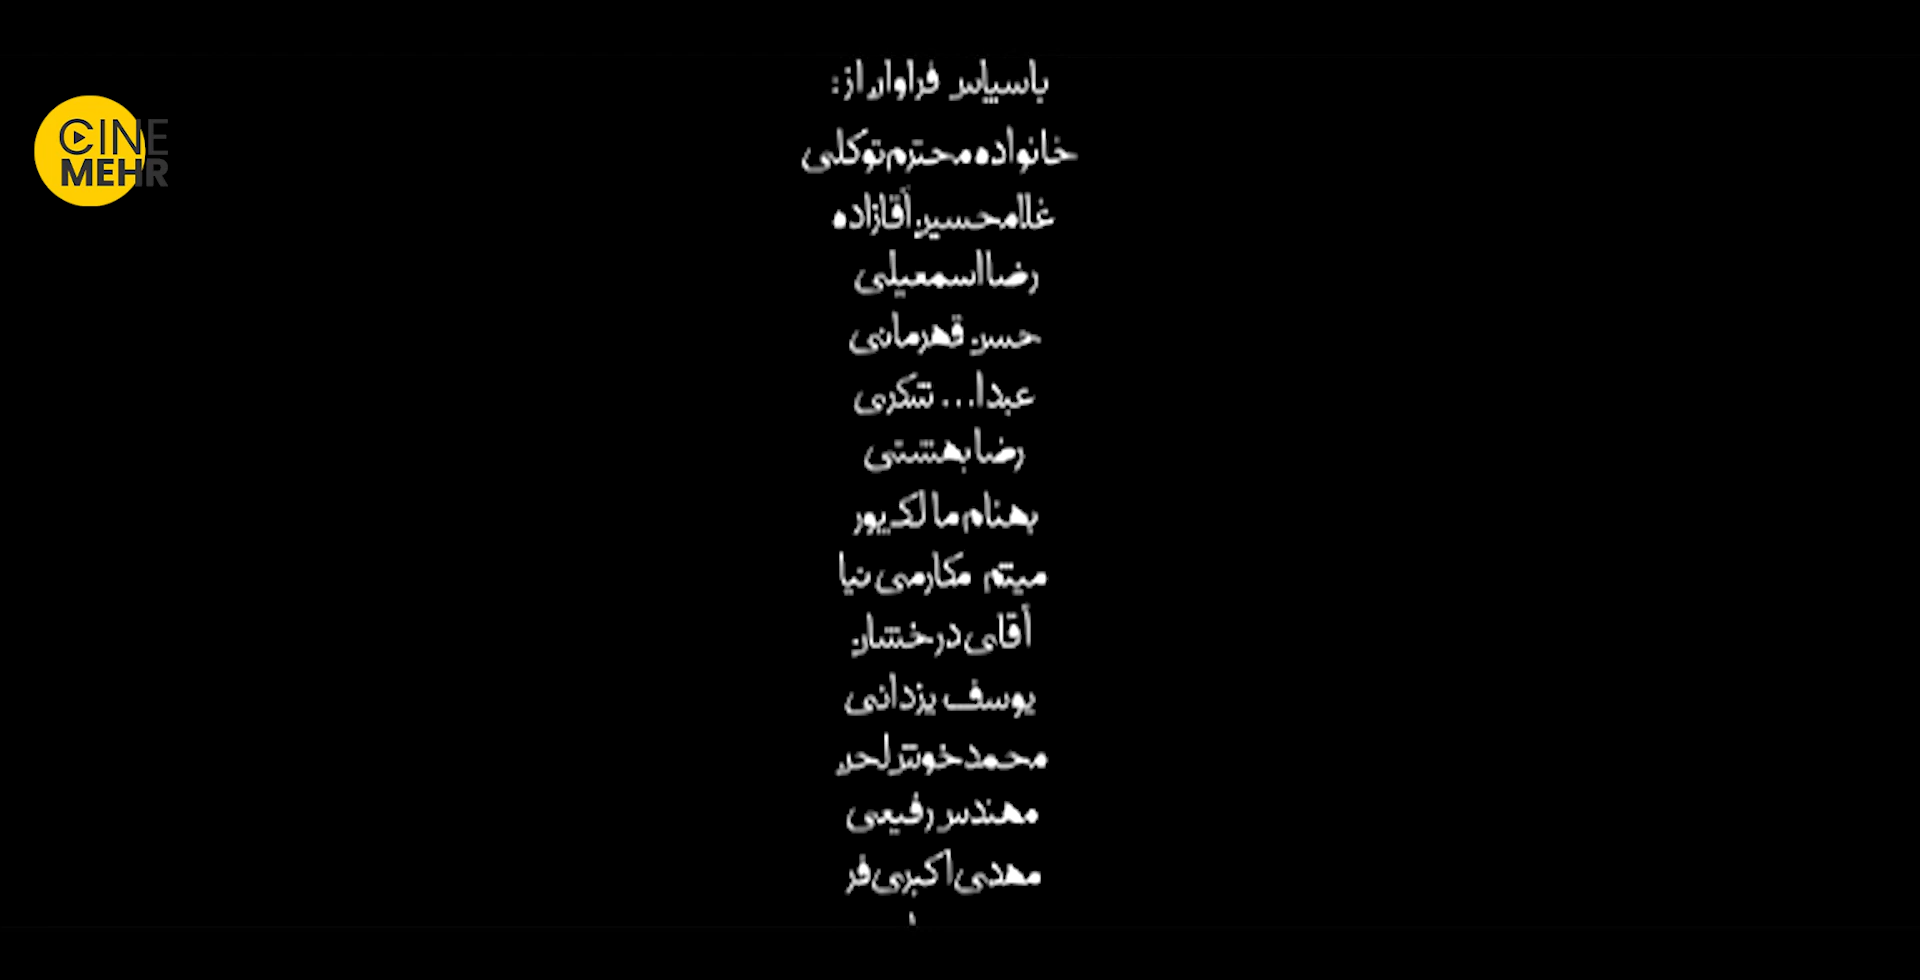 CINE
MEHR
باسپاس فراوان از:
خانواده محترم توکلی
غلامحسین آقازاده
رضا اسمعیلی
حسن قهرمانی
عبدا... شکری
رضا بهشتی
بهنام مالک پور
میثم مکارمی نیا
آقای درخشان
یوسف یزدانی
محمد خوش لحن
مهندس رفیعی
مهدی اکبری فر